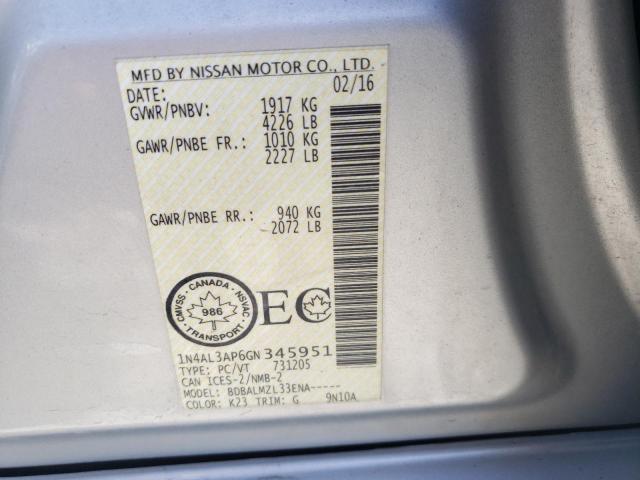 MFD BY NISSAN MOTOR CO., LTD.
DATE: 02/16
GVWR/PNBV: 1917 KG
4226 LB
GAWR/PNBE FR.: 1010 KG
2227 LB
GAWR/PNBE RR.: 940 KG
2072 LB
CANADA
CMVSS NSVAC
986
TRANSPORT
EC
1N4AL3AP6GN345951
TYPE: PC/VT 731205
CAN ICES-2/NMB-2
MODEL: BDBALMZL33ENA-----
COLOR: K23 TRIM: G 9N10A